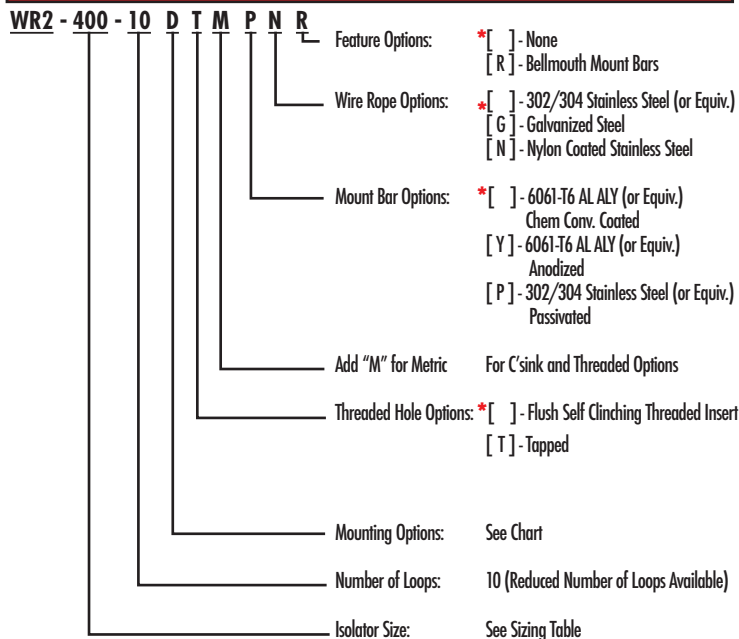 WR2 - 400 - 10 D T M P N R
Feature Options: *[ ] - None
[ R ] - Bellmouth Mount Bars
Wire Rope Options: *[ ] - 302/304 Stainless Steel (or Equiv.)
[ G ] - Galvanized Steel
[ N ] - Nylon Coated Stainless Steel
Mount Bar Options: *[ ] - 6061-T6 AL ALY (or Equiv.)
Chem Conv. Coated
[ Y ] - 6061-T6 AL ALY (or Equiv.)
Anodized
[ P ] - 302/304 Stainless Steel (or Equiv.)
Passivated
Add “M” for Metric For C’sink and Threaded Options
Threaded Hole Options: *[ ] - Flush Self Clinching Threaded Insert
[ T ] - Tapped
Mounting Options: See Chart
Number of Loops: 10 (Reduced Number of Loops Available)
Isolator Size: See Sizing Table